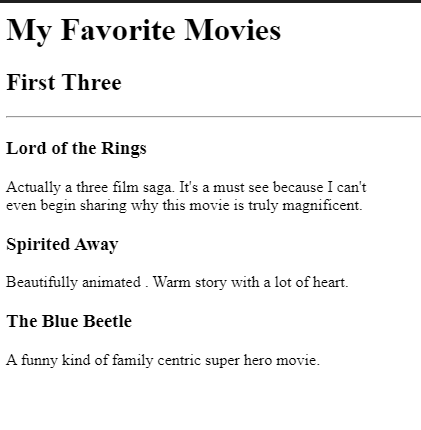 My Favorite Movies
First Three
Lord of the Rings
Actually a three film saga. It's a must see because I can't
even begin sharing why this movie is truly magnificent.
Spirited Away
Beautifully animated . Warm story with a lot of heart.
The Blue Beetle
A funny kind of family centric super hero movie.